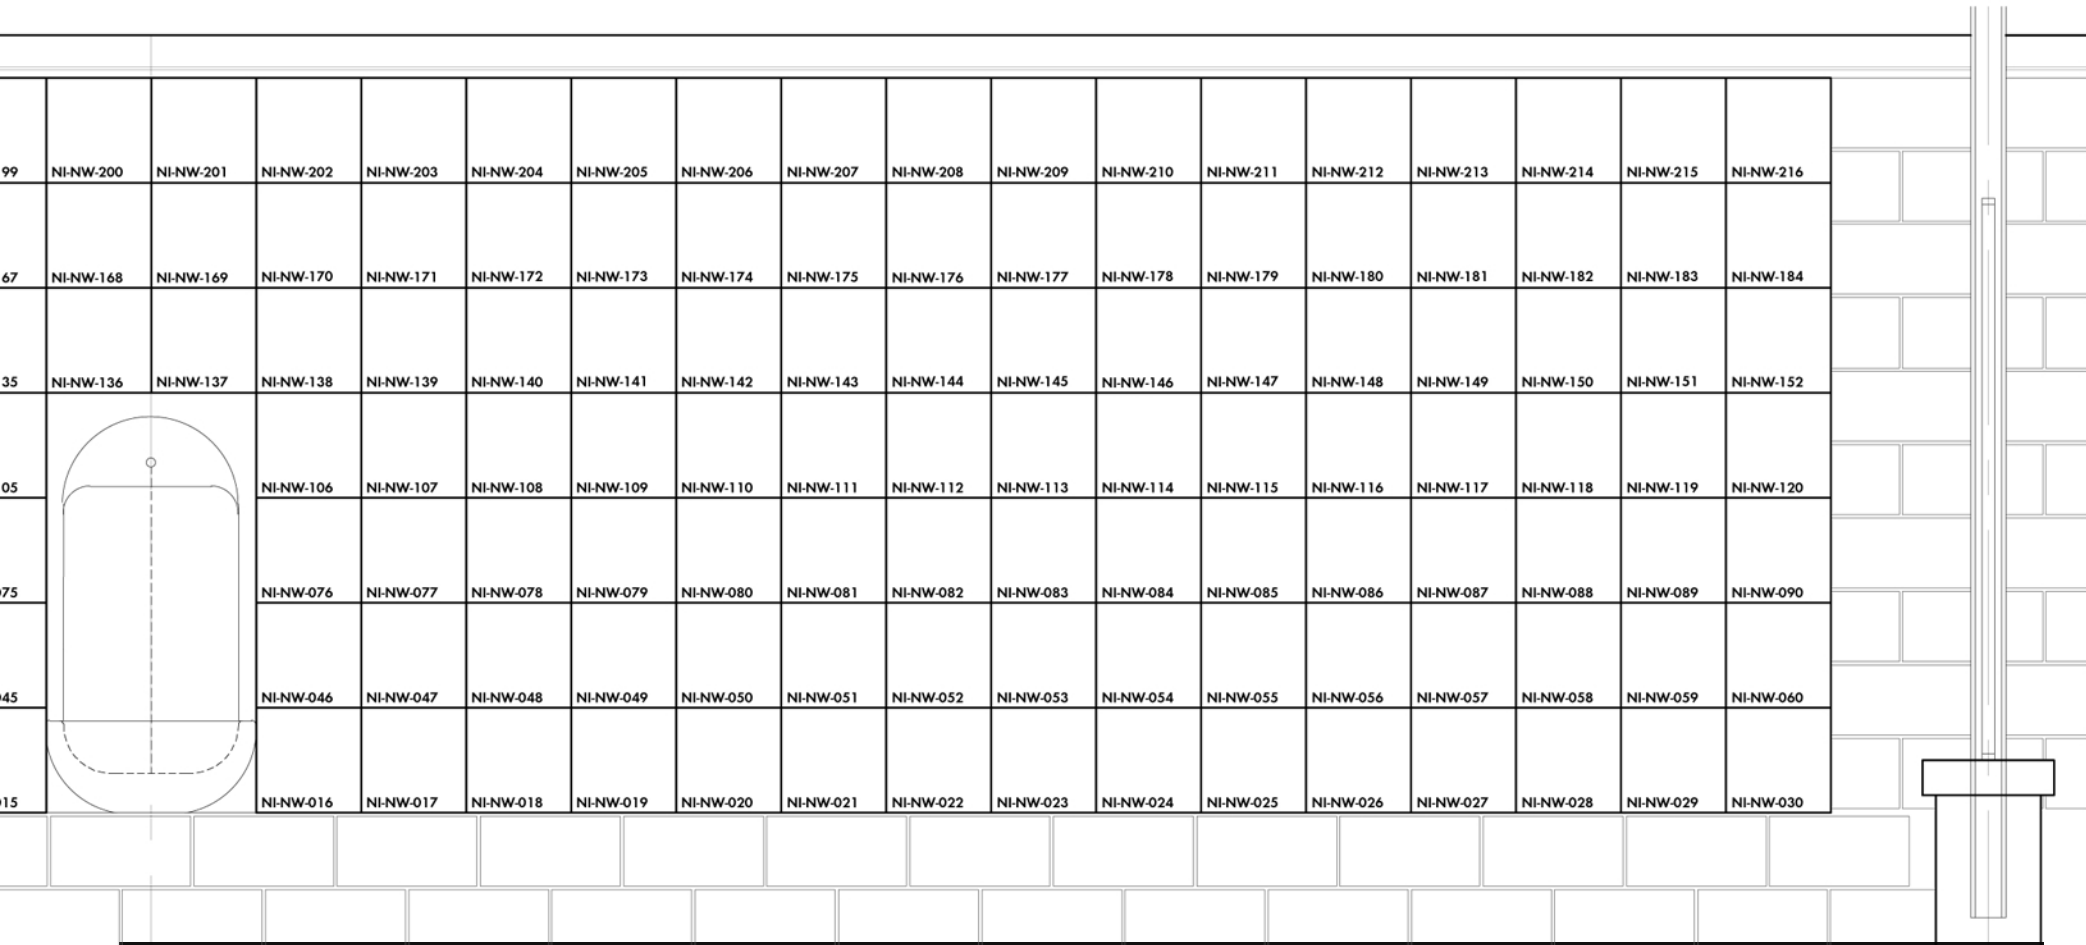 99 NI-NW-200 NI-NW-201 NI-NW-202 NI-NW-203 NI-NW-204 NI-NW-205 NI-NW-206 NI-NW-207 NI-NW-208 NI-NW-209 NI-NW-210 NI-NW-211 NI-NW-212 NI-NW-213 NI-NW-214 NI-NW-215 NI-NW-216
67 NI-NW-168 NI-NW-169 NI-NW-170 NI-NW-171 NI-NW-172 NI-NW-173 NI-NW-174 NI-NW-175 NI-NW-176 NI-NW-177 NI-NW-178 NI-NW-179 NI-NW-180 NI-NW-181 NI-NW-182 NI-NW-183 NI-NW-184
35 NI-NW-136 NI-NW-137 NI-NW-138 NI-NW-139 NI-NW-140 NI-NW-141 NI-NW-142 NI-NW-143 NI-NW-144 NI-NW-145 NI-NW-146 NI-NW-147 NI-NW-148 NI-NW-149 NI-NW-150 NI-NW-151 NI-NW-152
05 NI-NW-106 NI-NW-107 NI-NW-108 NI-NW-109 NI-NW-110 NI-NW-111 NI-NW-112 NI-NW-113 NI-NW-114 NI-NW-115 NI-NW-116 NI-NW-117 NI-NW-118 NI-NW-119 NI-NW-120
75 NI-NW-076 NI-NW-077 NI-NW-078 NI-NW-079 NI-NW-080 NI-NW-081 NI-NW-082 NI-NW-083 NI-NW-084 NI-NW-085 NI-NW-086 NI-NW-087 NI-NW-088 NI-NW-089 NI-NW-090
45 NI-NW-046 NI-NW-047 NI-NW-048 NI-NW-049 NI-NW-050 NI-NW-051 NI-NW-052 NI-NW-053 NI-NW-054 NI-NW-055 NI-NW-056 NI-NW-057 NI-NW-058 NI-NW-059 NI-NW-060
15 NI-NW-016 NI-NW-017 NI-NW-018 NI-NW-019 NI-NW-020 NI-NW-021 NI-NW-022 NI-NW-023 NI-NW-024 NI-NW-025 NI-NW-026 NI-NW-027 NI-NW-028 NI-NW-029 NI-NW-030